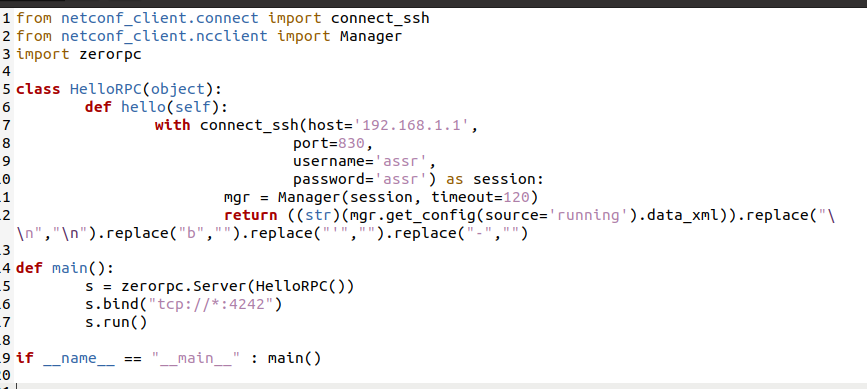 1 from netconf_client.connect import connect_ssh
2 from netconf_client.ncclient import Manager
3 import zerorpc
4
5 class HelloRPC(object):
6         def hello(self):
7                 with connect_ssh(host='192.168.1.1',
8                                 port=830,
9                                 username='assr',
.0                                 password='assr') as session:
.1                         mgr = Manager(session, timeout=120)
.2                         return ((str)(mgr.get_config(source='running').data_xml)).replace("\
\n","\n").replace("b","").replace("'","").replace("-","")
.3
.4 def main():
.5         s = zerorpc.Server(HelloRPC())
.6         s.bind("tcp://*:4242")
.7         s.run()
.8
.9 if __name__ == "__main__" : main()
20